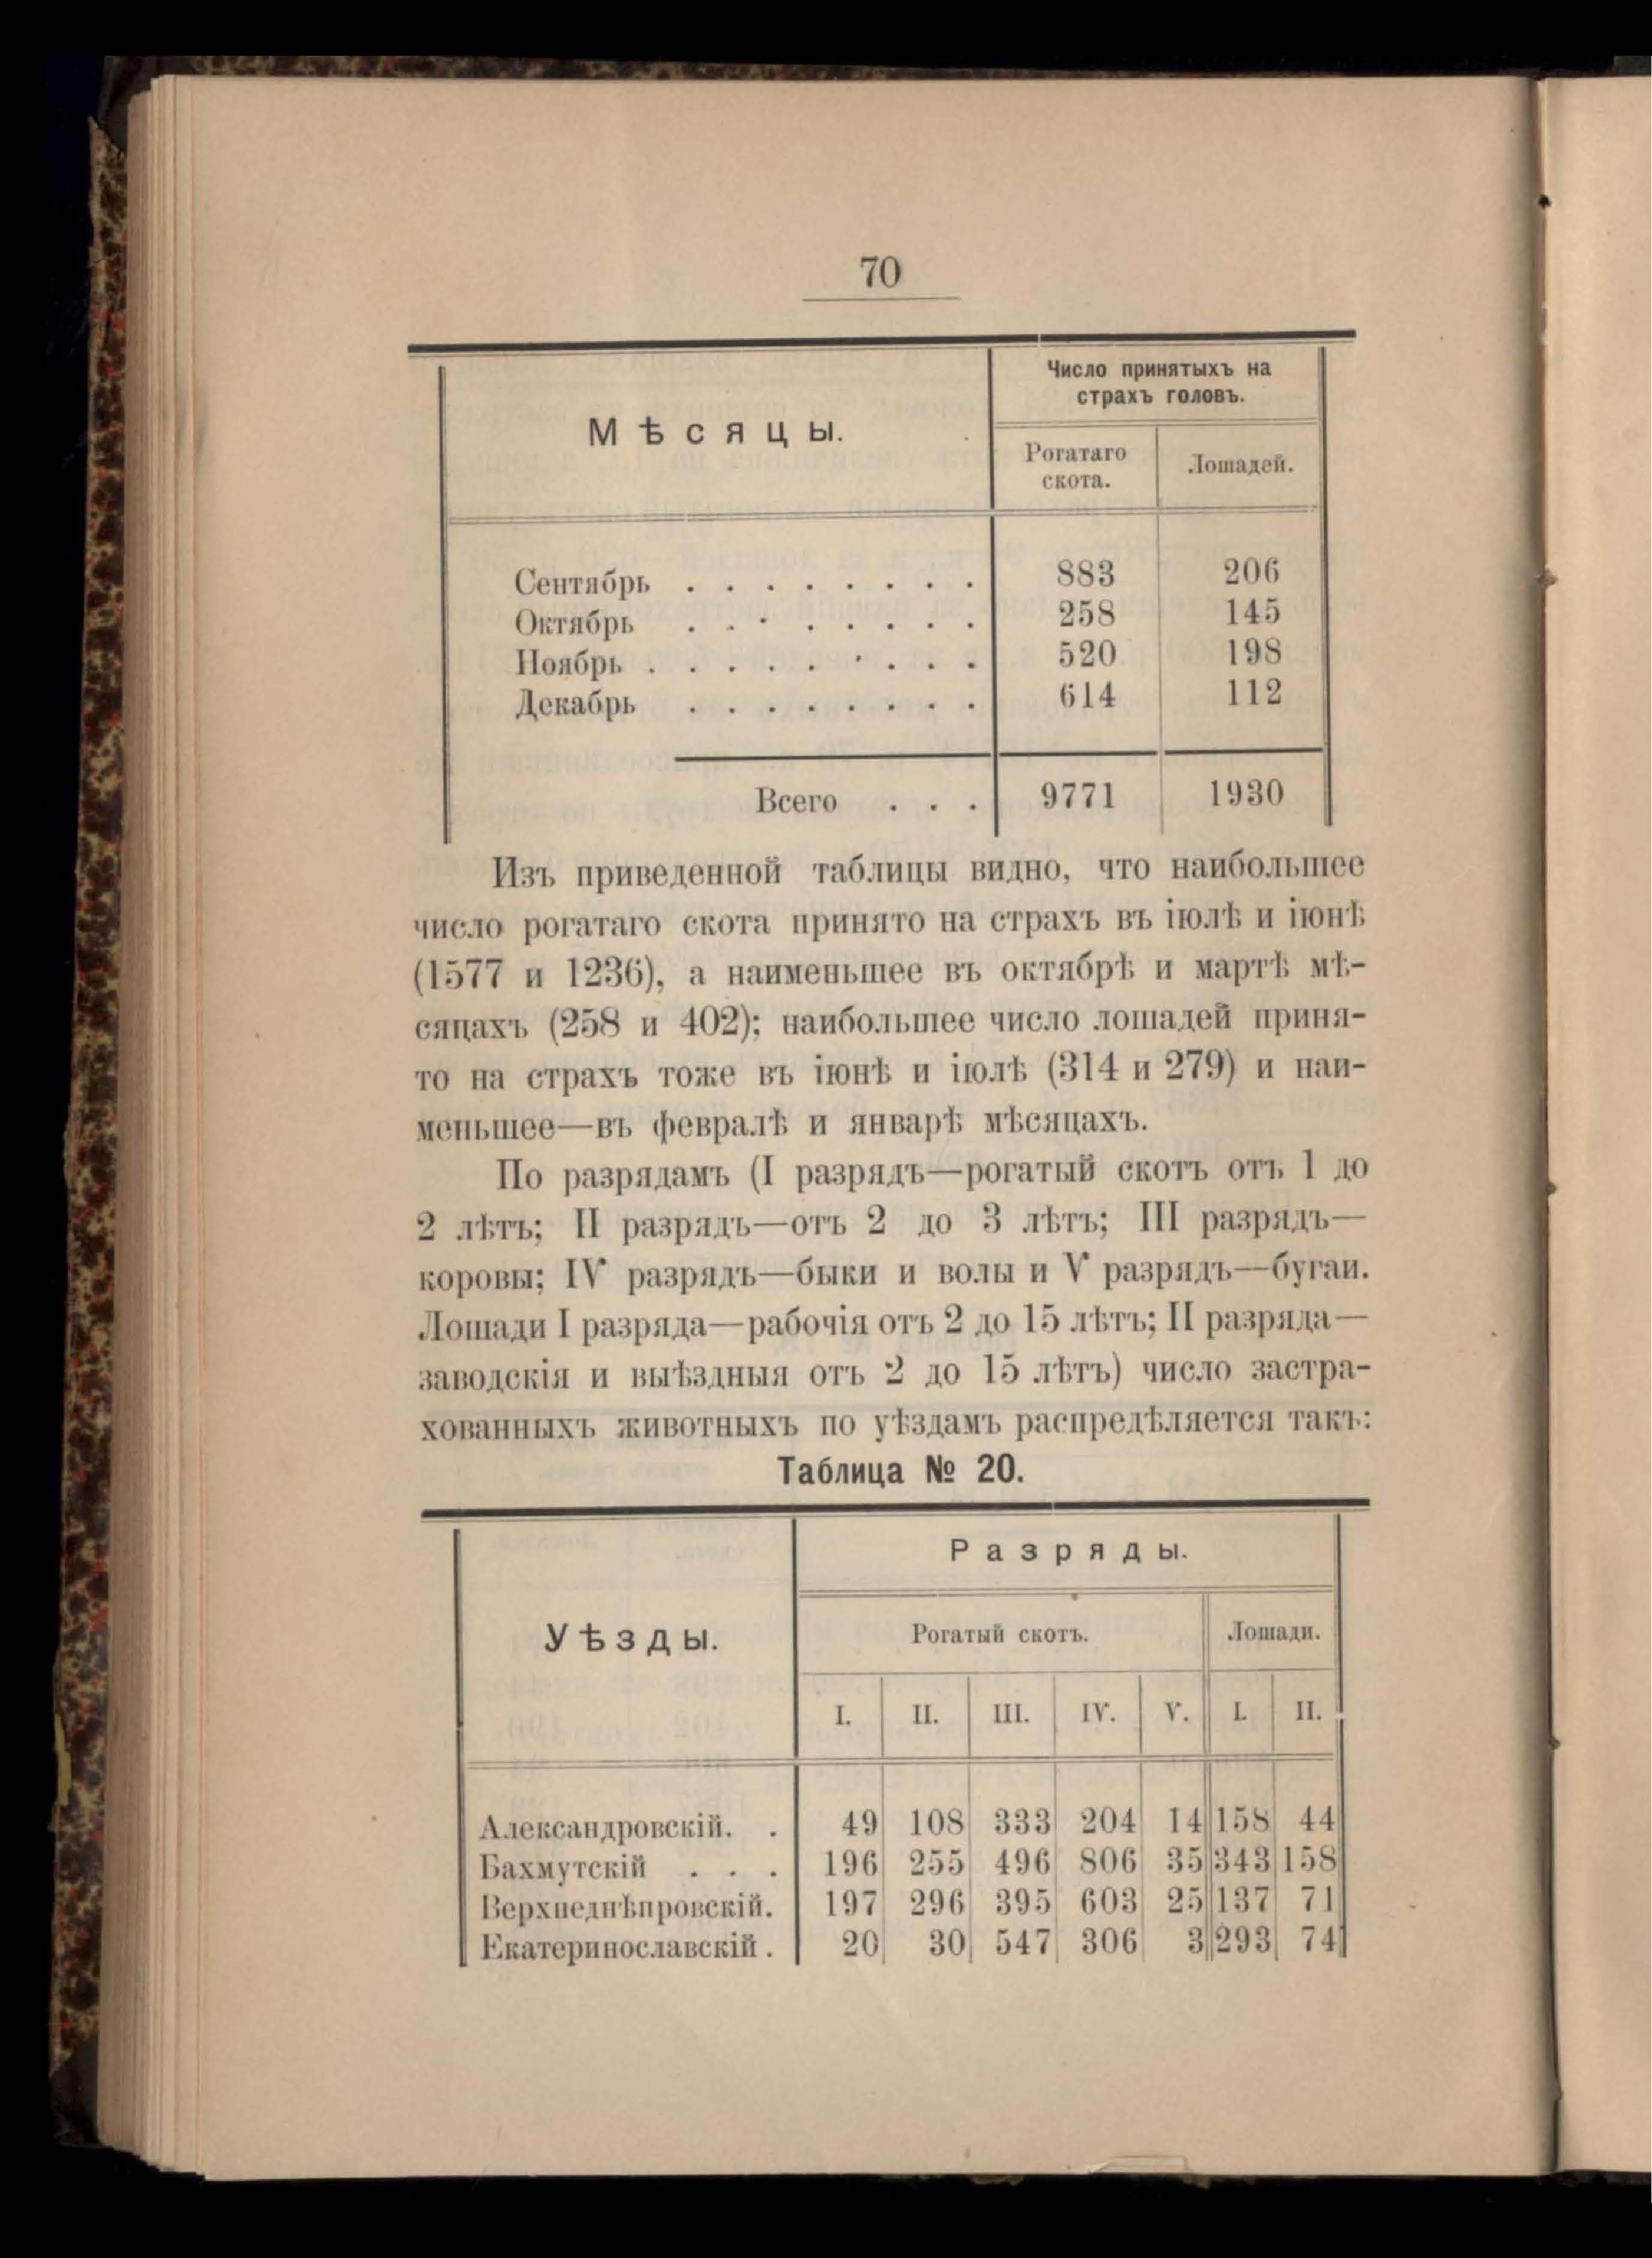 70
Мѣсяцы.
Число принятыхъ на
страхъ головъ.
Рогатаго
скота.
Лошадей.
Сентябрь . . . . . . . . 883 206
Октябрь . . . . . . . . 258 145
Ноябрь . . . . . . . . . 520 198
Декабрь . . . . . . . . 614 112
Всего . . . 9771 1930
Изъ приведенной таблицы видно, что наибольшее
число рогатаго скота принято на страхъ въ іюлѣ и іюнѣ
(1577 и 1236), а наименьшее въ октябрѣ и мартѣ мѣ-
сяцахъ (258 и 402); наибольшее число лошадей приня-
то на страхъ тоже въ іюнѣ и іюлѣ (314 и 279) и наи-
меньшее—въ февралѣ и январѣ мѣсяцахъ.
По разрядамъ (I разрядъ—рогатый скотъ отъ 1 до
2 лѣтъ; II разрядъ—отъ 2 до 3 лѣтъ; III разрядъ—
коровы; IV разрядъ—быки и волы и V разрядъ—бугаи.
Лошади I разряда—рабочія отъ 2 до 15 лѣтъ; II разряда—
заводскія и выѣздныя отъ 2 до 15 лѣтъ) число застра-
хованныхъ животныхъ по уѣздамъ распредѣляется такъ:
Таблица № 20.
Уѣзды.
Разряды.
Рогатый скотъ. Лошади.
I. II. III. IV. V. I. II.
Александровскій. . 49 108 333 204 14 158 44
Бахмутскій . . . 196 255 496 806 35 343 158
Верхнеднѣпровскій. 197 296 395 603 25 137 71
Екатеринославскій . 20 30 547 306 3 293 74